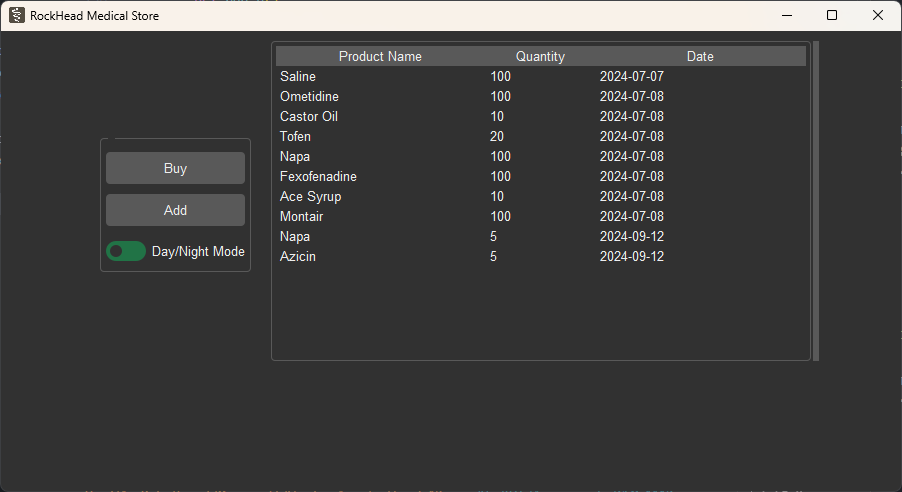 RockHead Medical Store
Product Name Quantity Date
Saline 100 2024-07-07
Ometidine 100 2024-07-08
Castor Oil 10 2024-07-08
Tofen 20 2024-07-08
Napa 100 2024-07-08
Fexofenadine 100 2024-07-08
Ace Syrup 10 2024-07-08
Montair 100 2024-07-08
Napa 5 2024-09-12
Azicin 5 2024-09-12
Buy
Add
Day/Night Mode